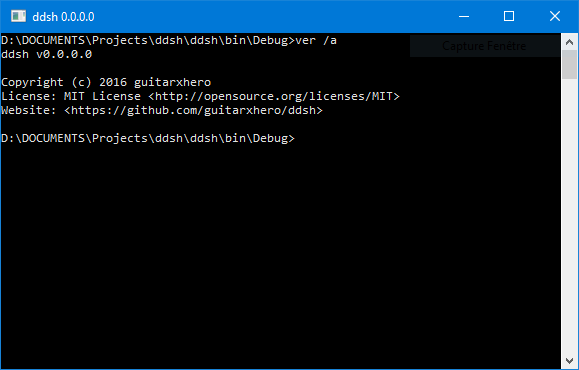 ddsh 0.0.0.0
D:\DOCUMENTS\Projects\ddsh\ddsh\bin\Debug>ver /a
Capture Fenêtre
ddsh v0.0.0.0
Copyright (c) 2016 guitarxhero
License: MIT License <http://opensource.org/licenses/MIT>
Website: <https://github.com/guitarxhero/ddsh>
D:\DOCUMENTS\Projects\ddsh\ddsh\bin\Debug>